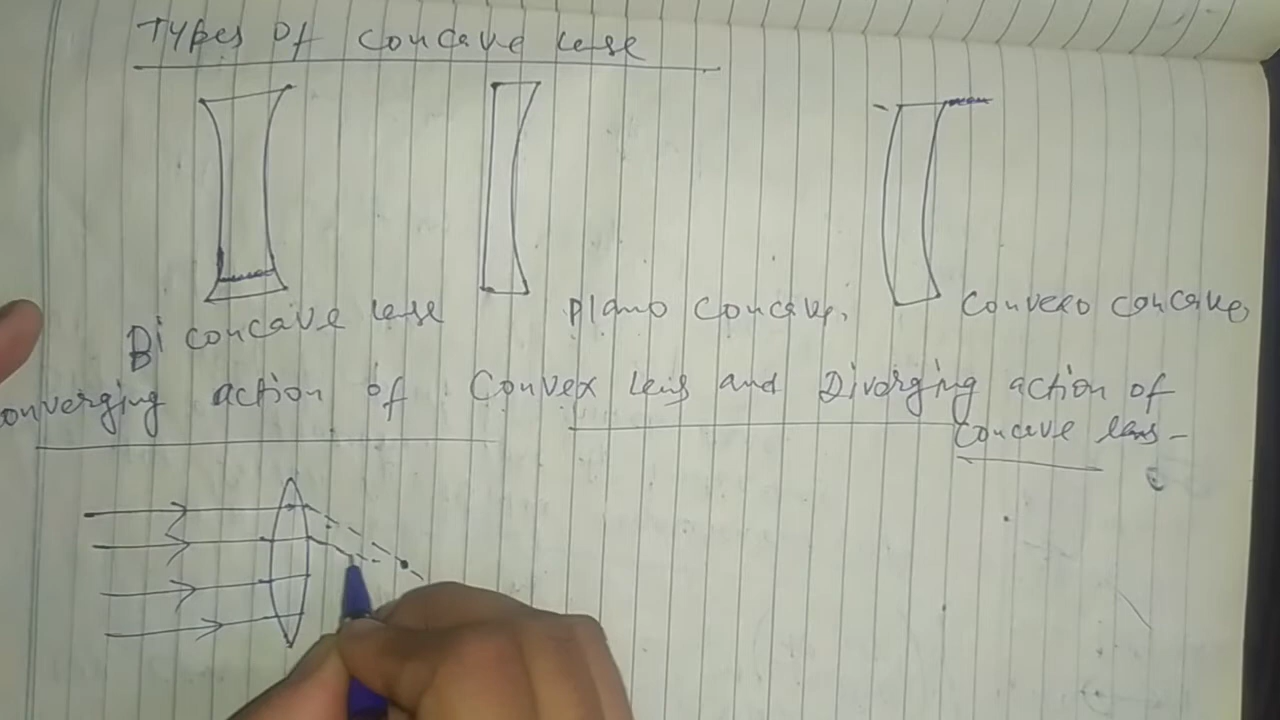 Types of concave lense
Bi concave lense
plano concave.
convexo concave,
onverging action of convex lens and Diverging action of
concave lens-